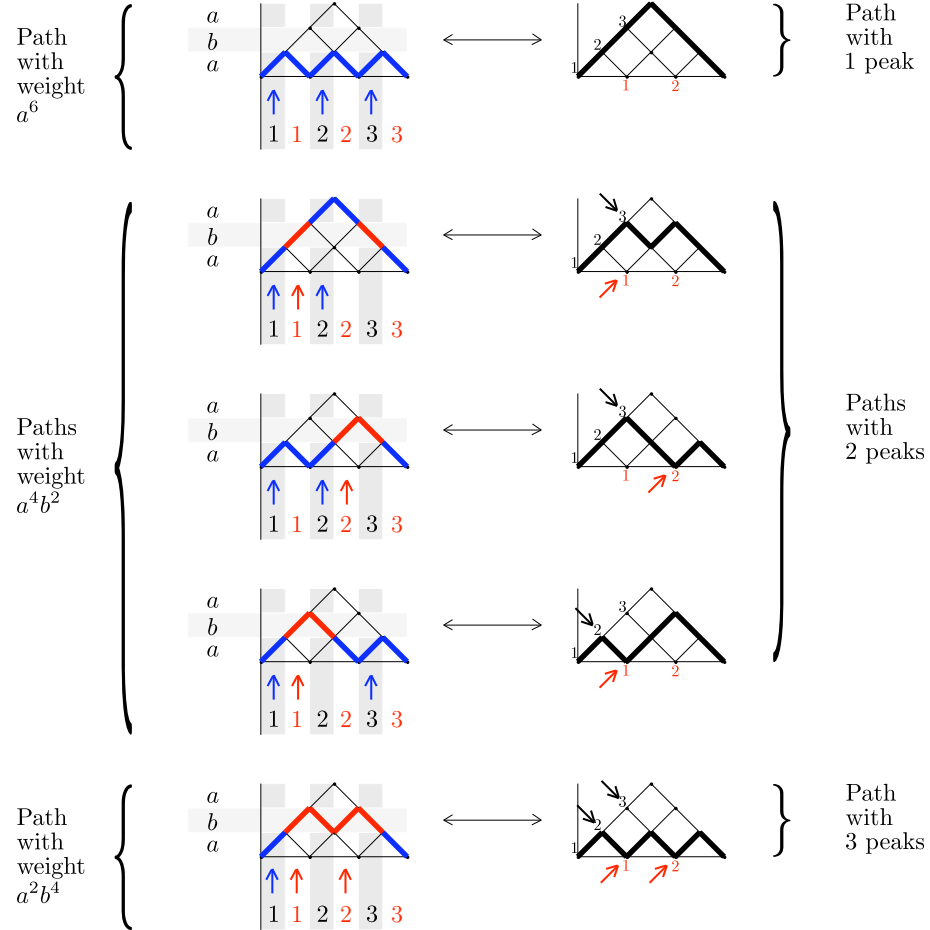 Path
with
weight
a^6
a
b
a
1 1 2 2 3 3
1
2
3
1 2
Path
with
1 peak
a
b
a
1 1 2 2 3 3
1
2
3
1 2
Paths
with
weight
a^4b^2
a
b
a
1 1 2 2 3 3
1
2
3
1 2
Paths
with
2 peaks
a
b
a
1 1 2 2 3 3
1
2
3
1 2
Path
with
weight
a^2b^4
a
b
a
1 1 2 2 3 3
1
2
3
1 2
Path
with
3 peaks